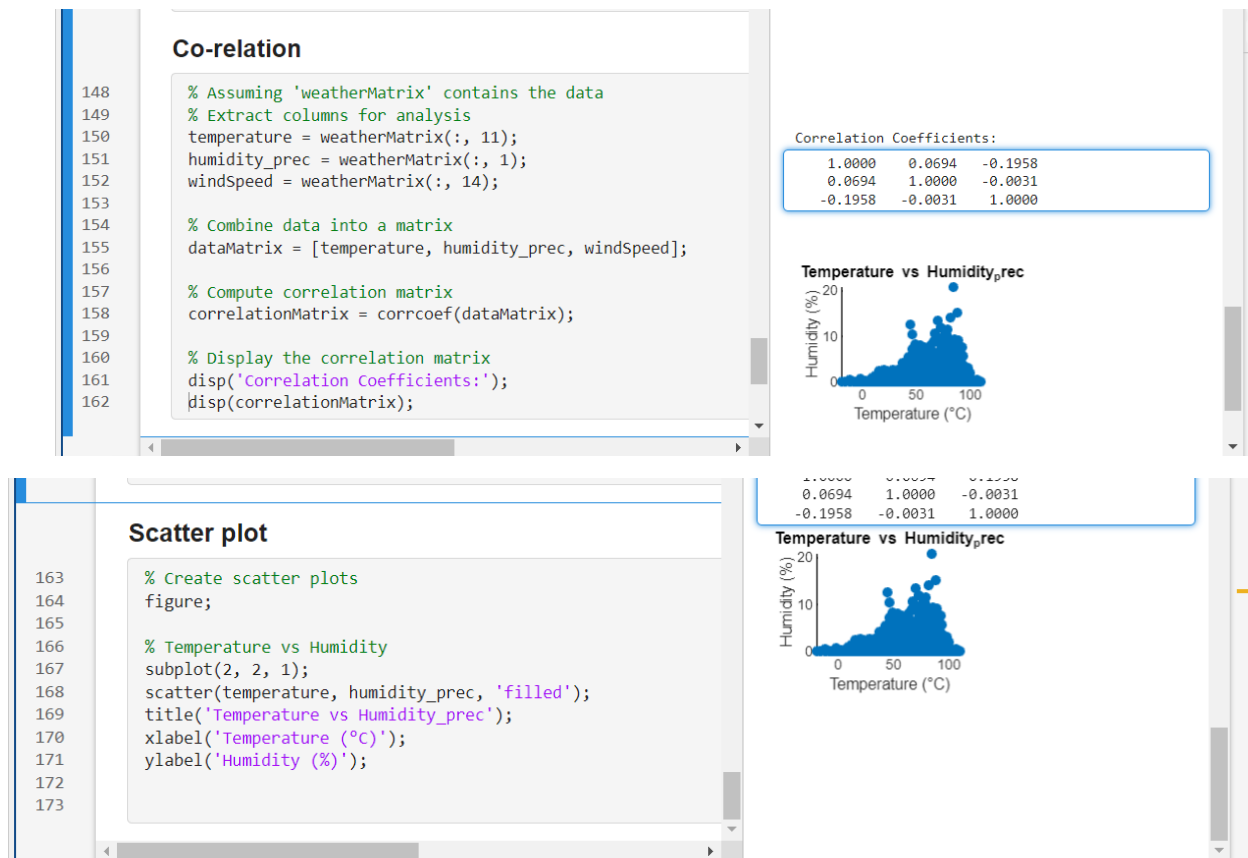 Co-relation
148 % Assuming 'weatherMatrix' contains the data
149 % Extract columns for analysis
150 temperature = weatherMatrix(:, 11);
151 humidity_prec = weatherMatrix(:, 1);
152 windSpeed = weatherMatrix(:, 14);
153
154 % Combine data into a matrix
155 dataMatrix = [temperature, humidity_prec, windSpeed];
156
157 % Compute correlation matrix
158 correlationMatrix = corrcoef(dataMatrix);
159
160 % Display the correlation matrix
161 disp('Correlation Coefficients:');
162 disp(correlationMatrix);
Correlation Coefficients:
1.0000 0.0694 -0.1958
0.0694 1.0000 -0.0031
-0.1958 -0.0031 1.0000
Temperature vs Humidityprec
Humidity (%)
20
10
0
0 50 100
Temperature (°C)
Scatter plot
163 % Create scatter plots
164 figure;
165
166 % Temperature vs Humidity
167 subplot(2, 2, 1);
168 scatter(temperature, humidity_prec, 'filled');
169 title('Temperature vs Humidity_prec');
170 xlabel('Temperature (°C)');
171 ylabel('Humidity (%)');
172
173
0.0694 1.0000 -0.0031
-0.1958 -0.0031 1.0000
Temperature vs Humidityprec
Humidity (%)
20
10
0
0 50 100
Temperature (°C)